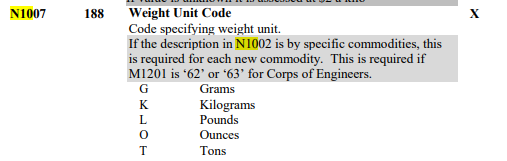 N1007 188 Weight Unit Code X
Code specifying weight unit.
If the description in N1002 is by specific commodities, this
is required for each new commodity. This is required if
M1201 is ‘62’ or ‘63’ for Corps of Engineers.
G Grams
K Kilograms
L Pounds
O Ounces
T Tons